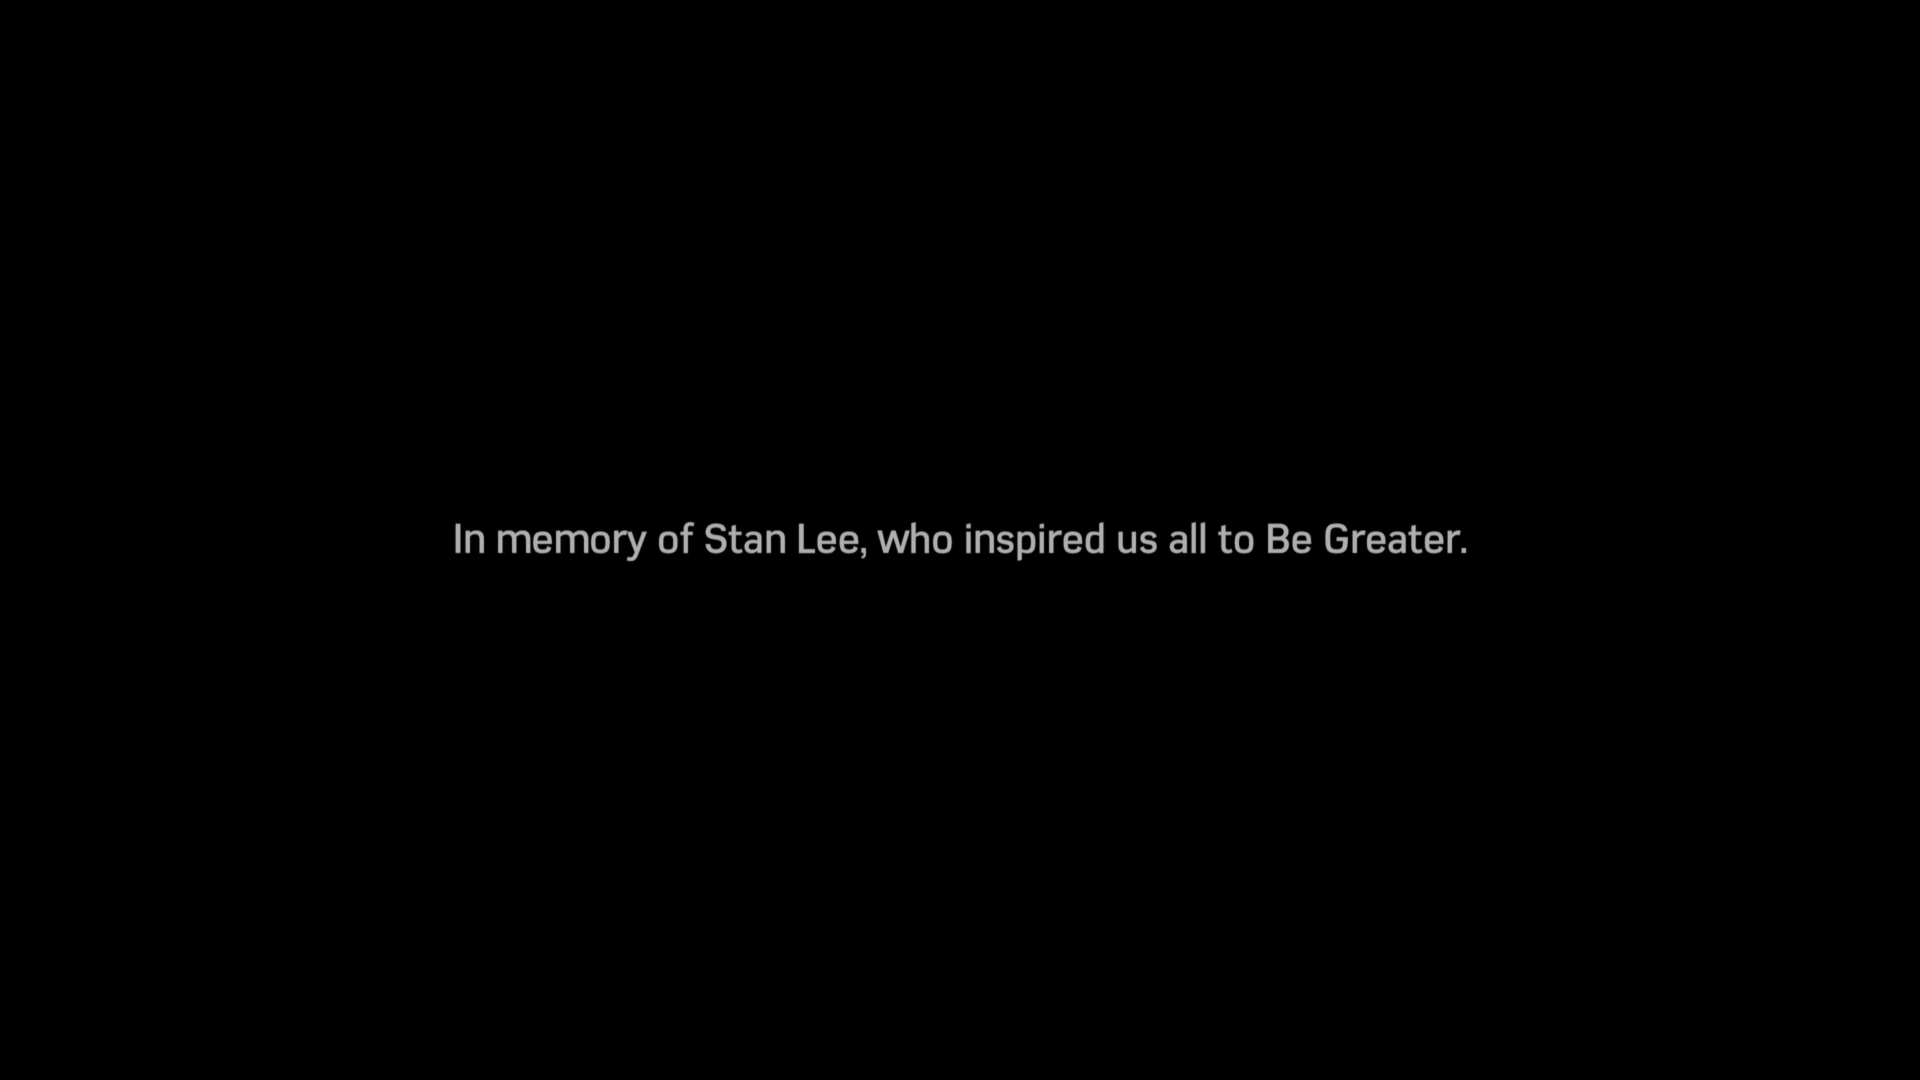 In memory of Stan Lee, who inspired us all to Be Greater.